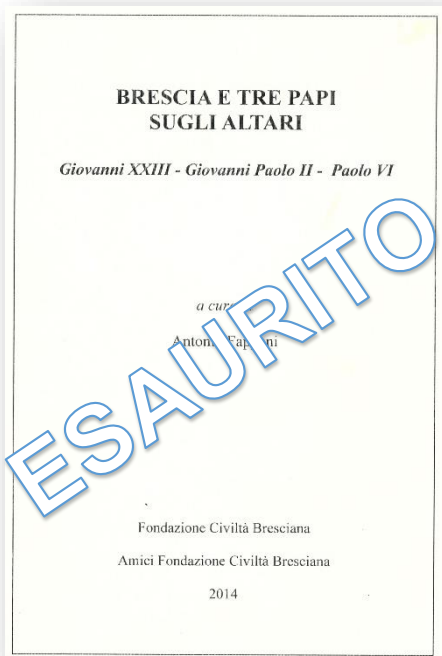 BRESCIA E TRE PAPI
SUGLI ALTARI
Giovanni XXIII - Giovanni Paolo II - Paolo VI
a cura
ESAURITO
Fondazione Civiltà Bresciana
Amici Fondazione Civiltà Bresciana
2014